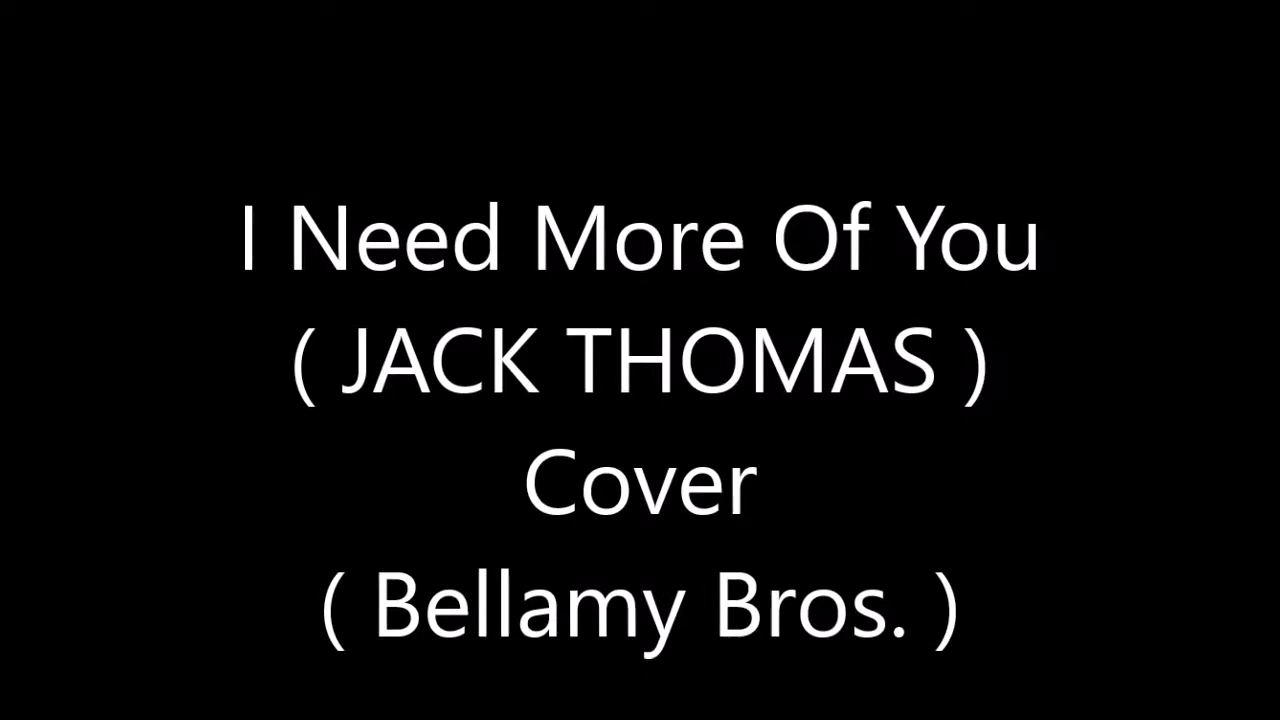 I Need More Of You
( JACK THOMAS )
Cover
( Bellamy Bros. )